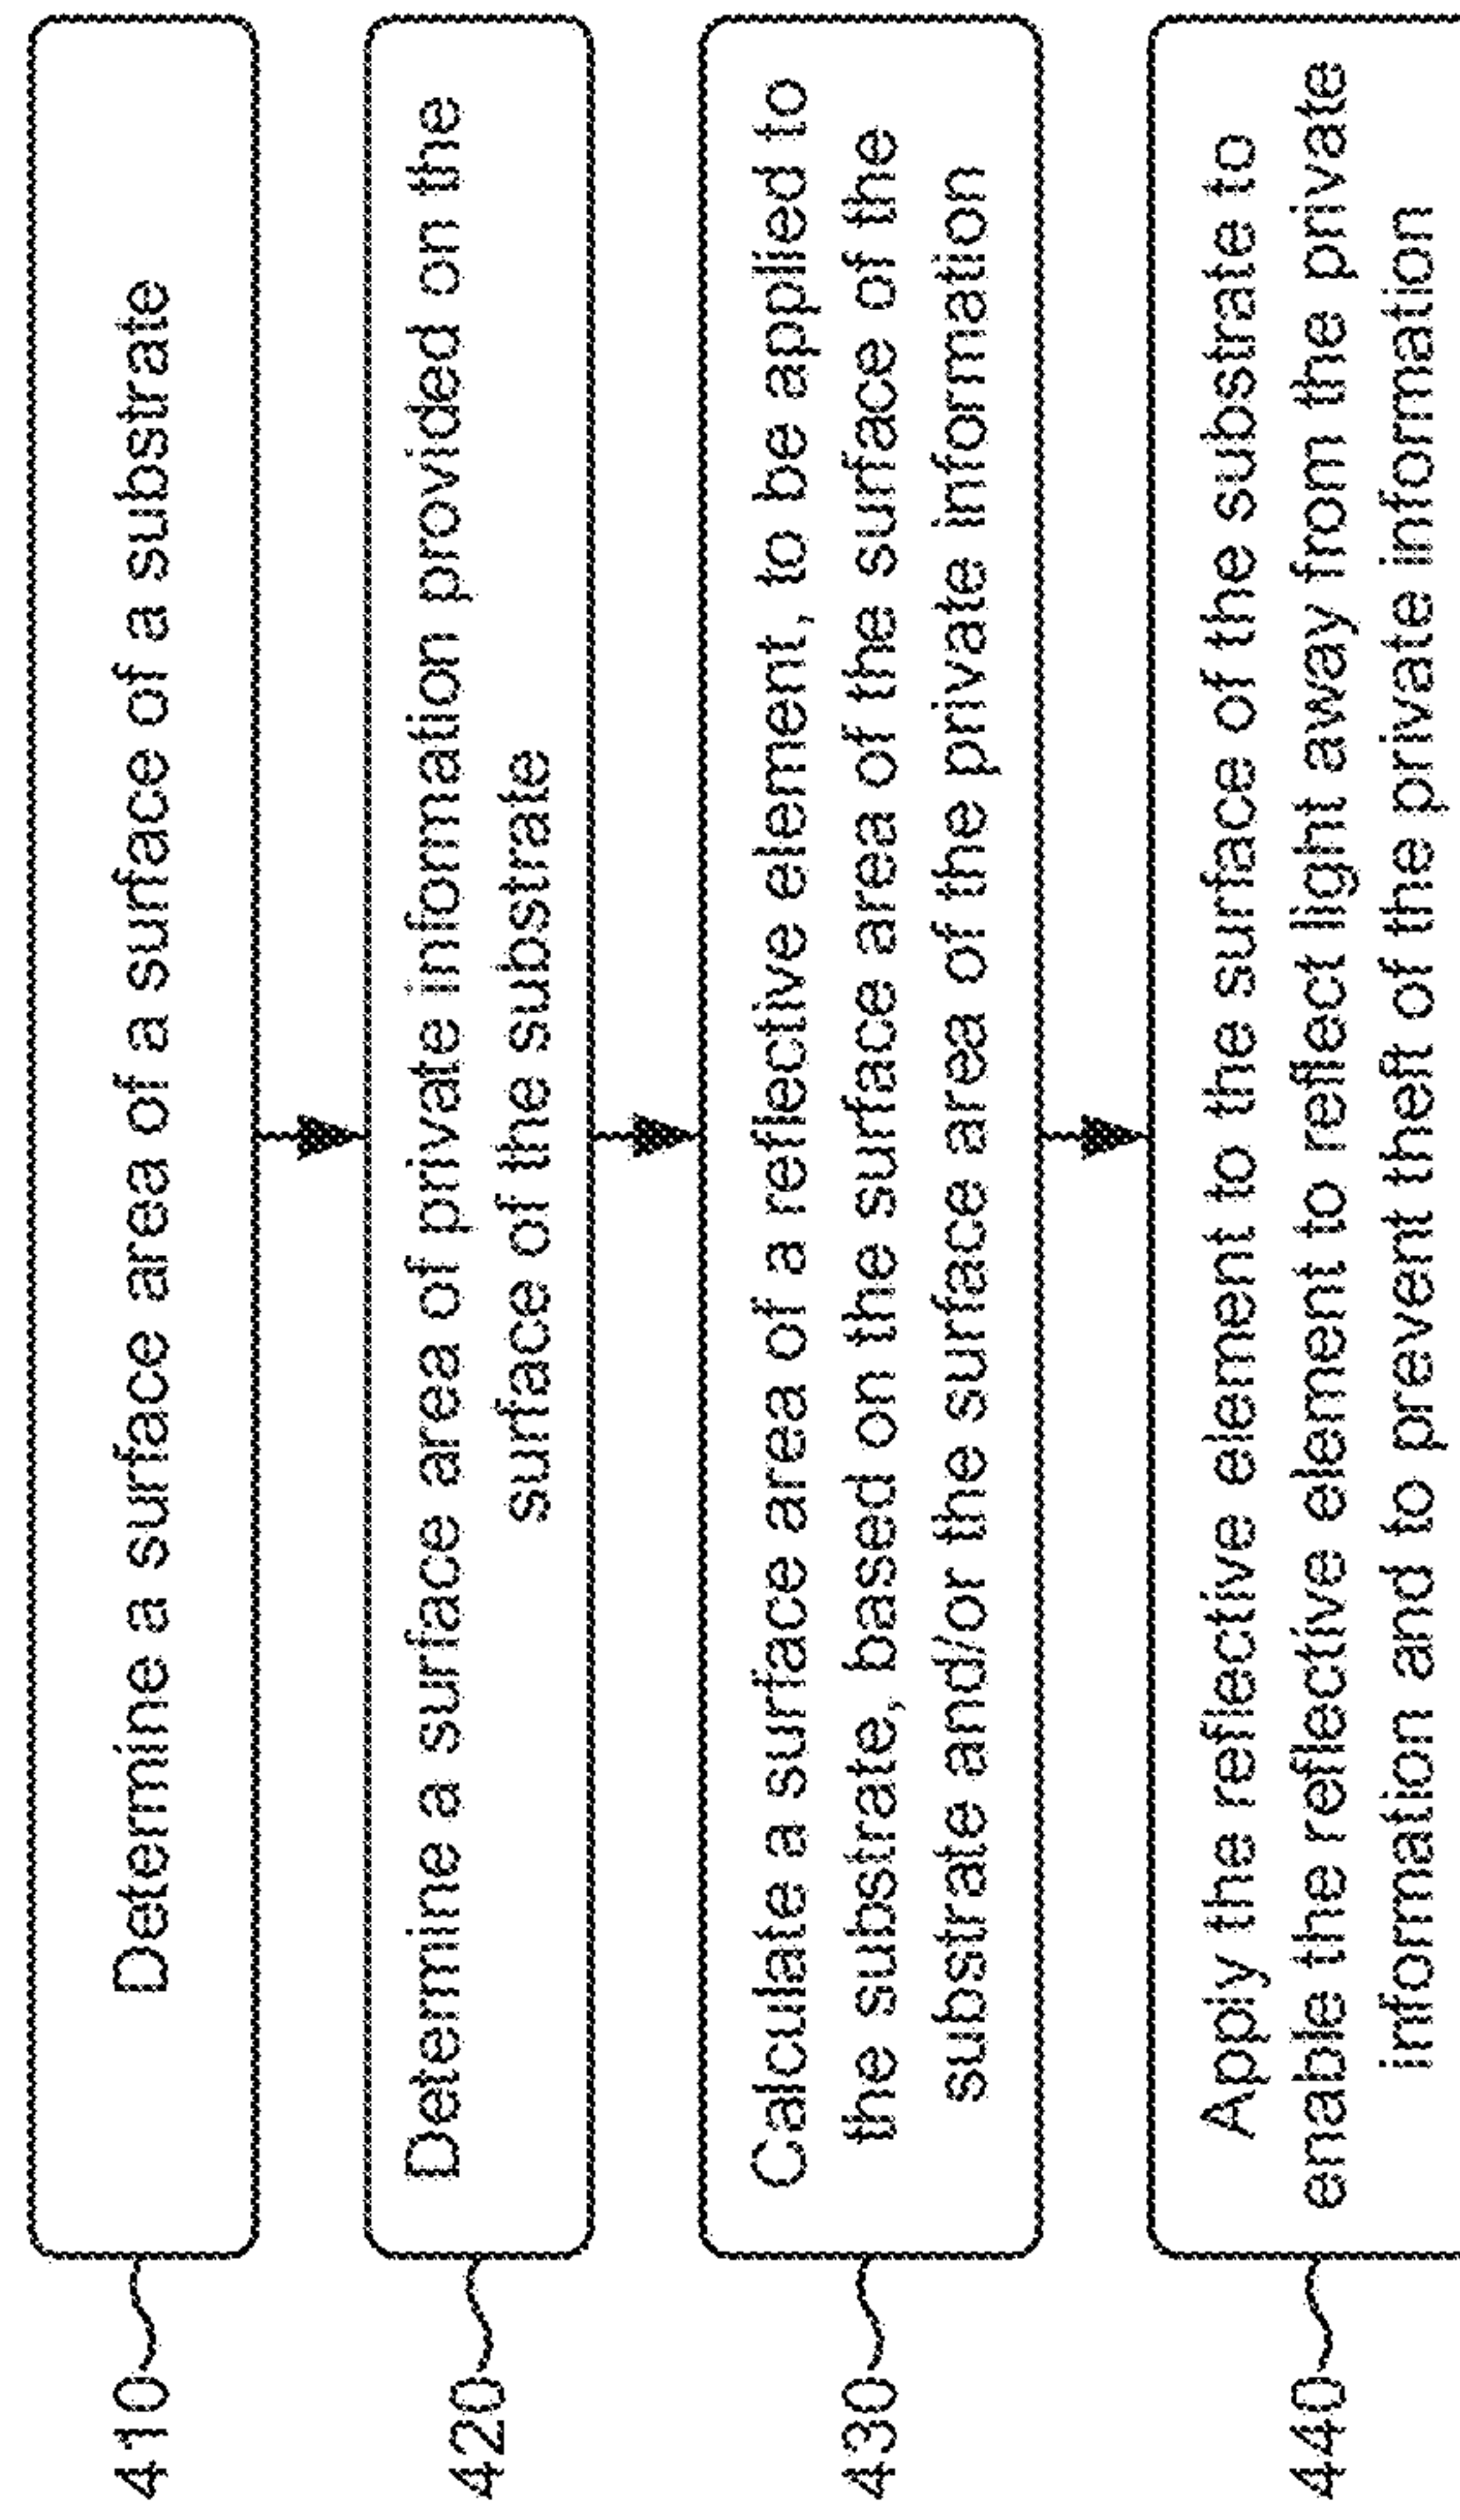 410
Determine a surface area of a surface of a substrate
420
Determine a surface area of private information provided on the
surface of the substrate
430
Calculate a surface area of a reflective element, to be applied to
the substrate, based on the surface area of the surface of the
substrate and/or the surface area of the private information
440
Apply the reflective element to the surface of the substrate to
enable the reflective element to reflect light away from the private
information and to prevent theft of the private information